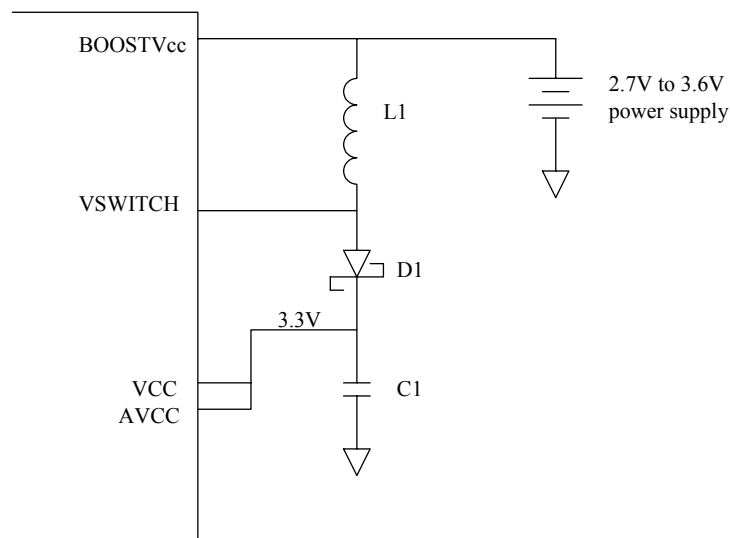 BOOSTVcc
2.7V to 3.6V
power supply
L1
VSWITCH
D1
3.3V
VCC
C1
AVCC